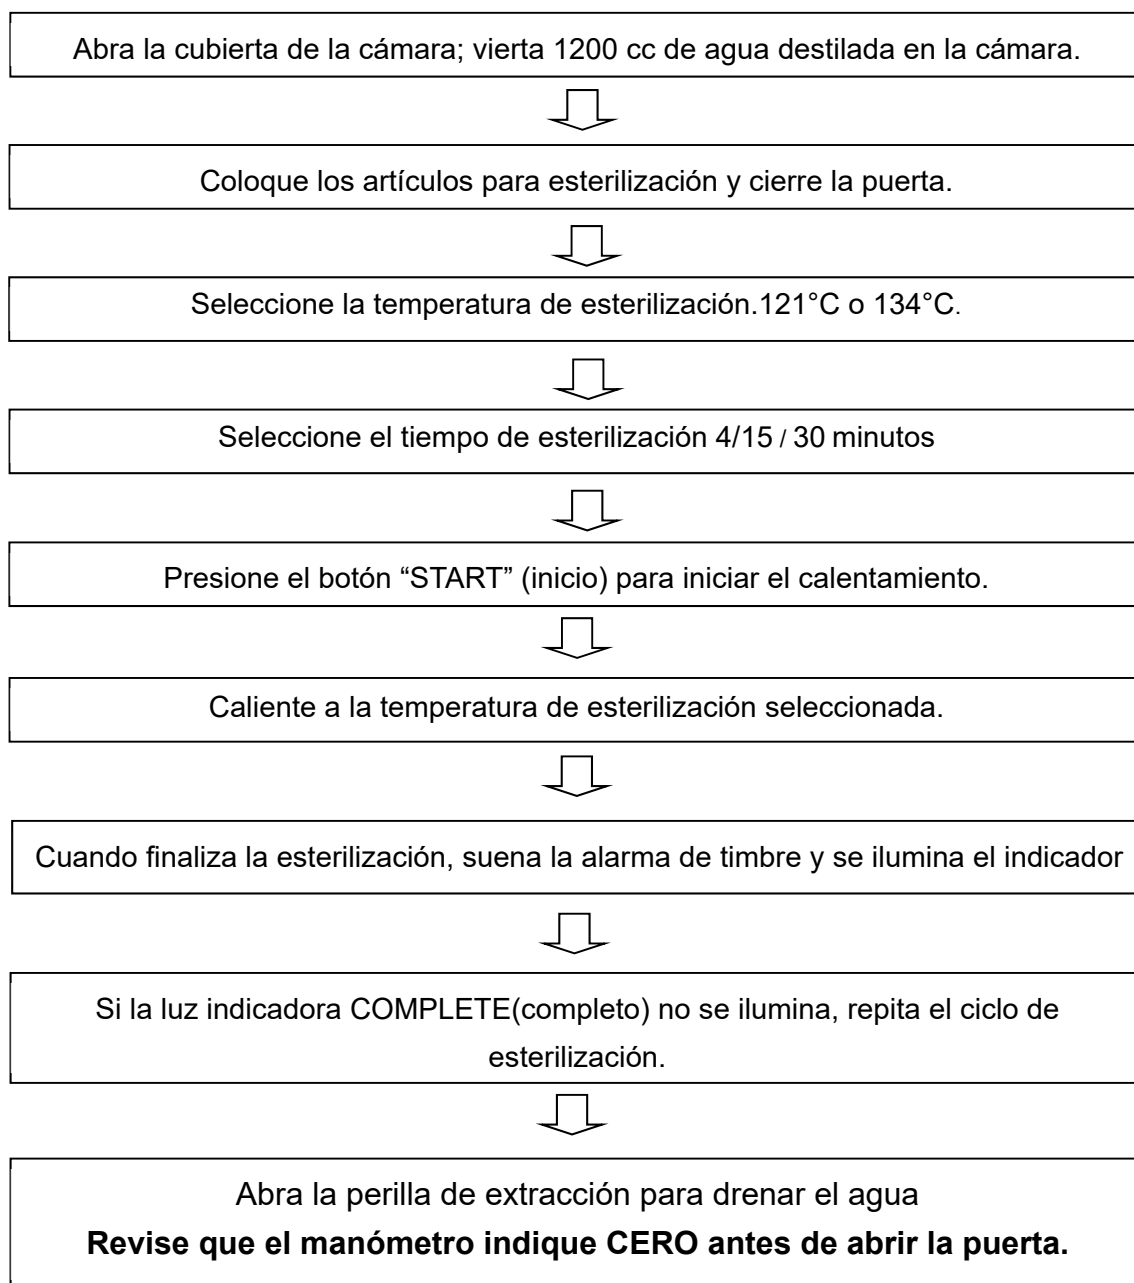 Abra la cubierta de la cámara; vierta 1200 cc de agua destilada en la cámara.
Coloque los artículos para esterilización y cierre la puerta.
Seleccione la temperatura de esterilización.121°C o 134°C.
Seleccione el tiempo de esterilización 4/15 / 30 minutos
Presione el botón “START” (inicio) para iniciar el calentamiento.
Caliente a la temperatura de esterilización seleccionada.
Cuando finaliza la esterilización, suena la alarma de timbre y se ilumina el indicador
Si la luz indicadora COMPLETE(completo) no se ilumina, repita el ciclo de
esterilización.
Abra la perilla de extracción para drenar el agua
Revise que el manómetro indique CERO antes de abrir la puerta.